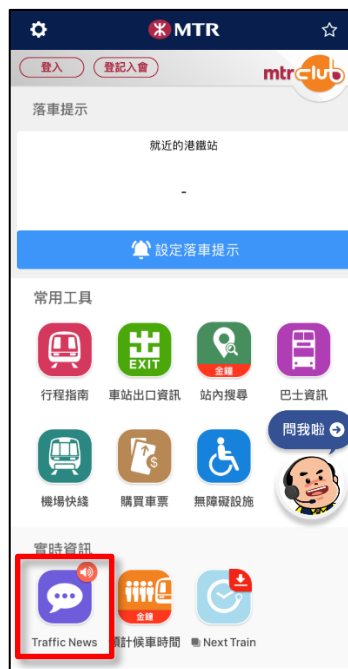 MTR
登入
登記入會
mtrclub
落車提示
就近的港鐵站
-
設定落車提示
常用工具
出
EXIT
金鐘
行程指南
車站出口資訊
站內搜尋
巴士資訊
問我啦
$
機場快綫
購買車票
無障礙設施
實時資訊
金鐘
Traffic News
預計候車時間
Next Train